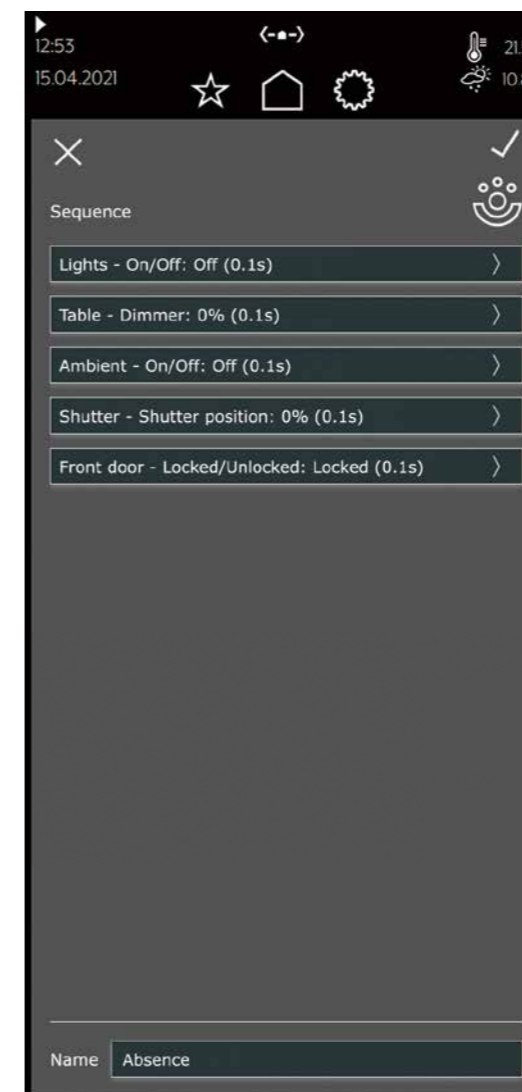 12:53
21.
15.04.2021
10.
Sequence
Lights - On/Off: Off (0.1s)
Table - Dimmer: 0% (0.1s)
Ambient - On/Off: Off (0.1s)
Shutter - Shutter position: 0% (0.1s)
Front door - Locked/Unlocked: Locked (0.1s)
Name Absence